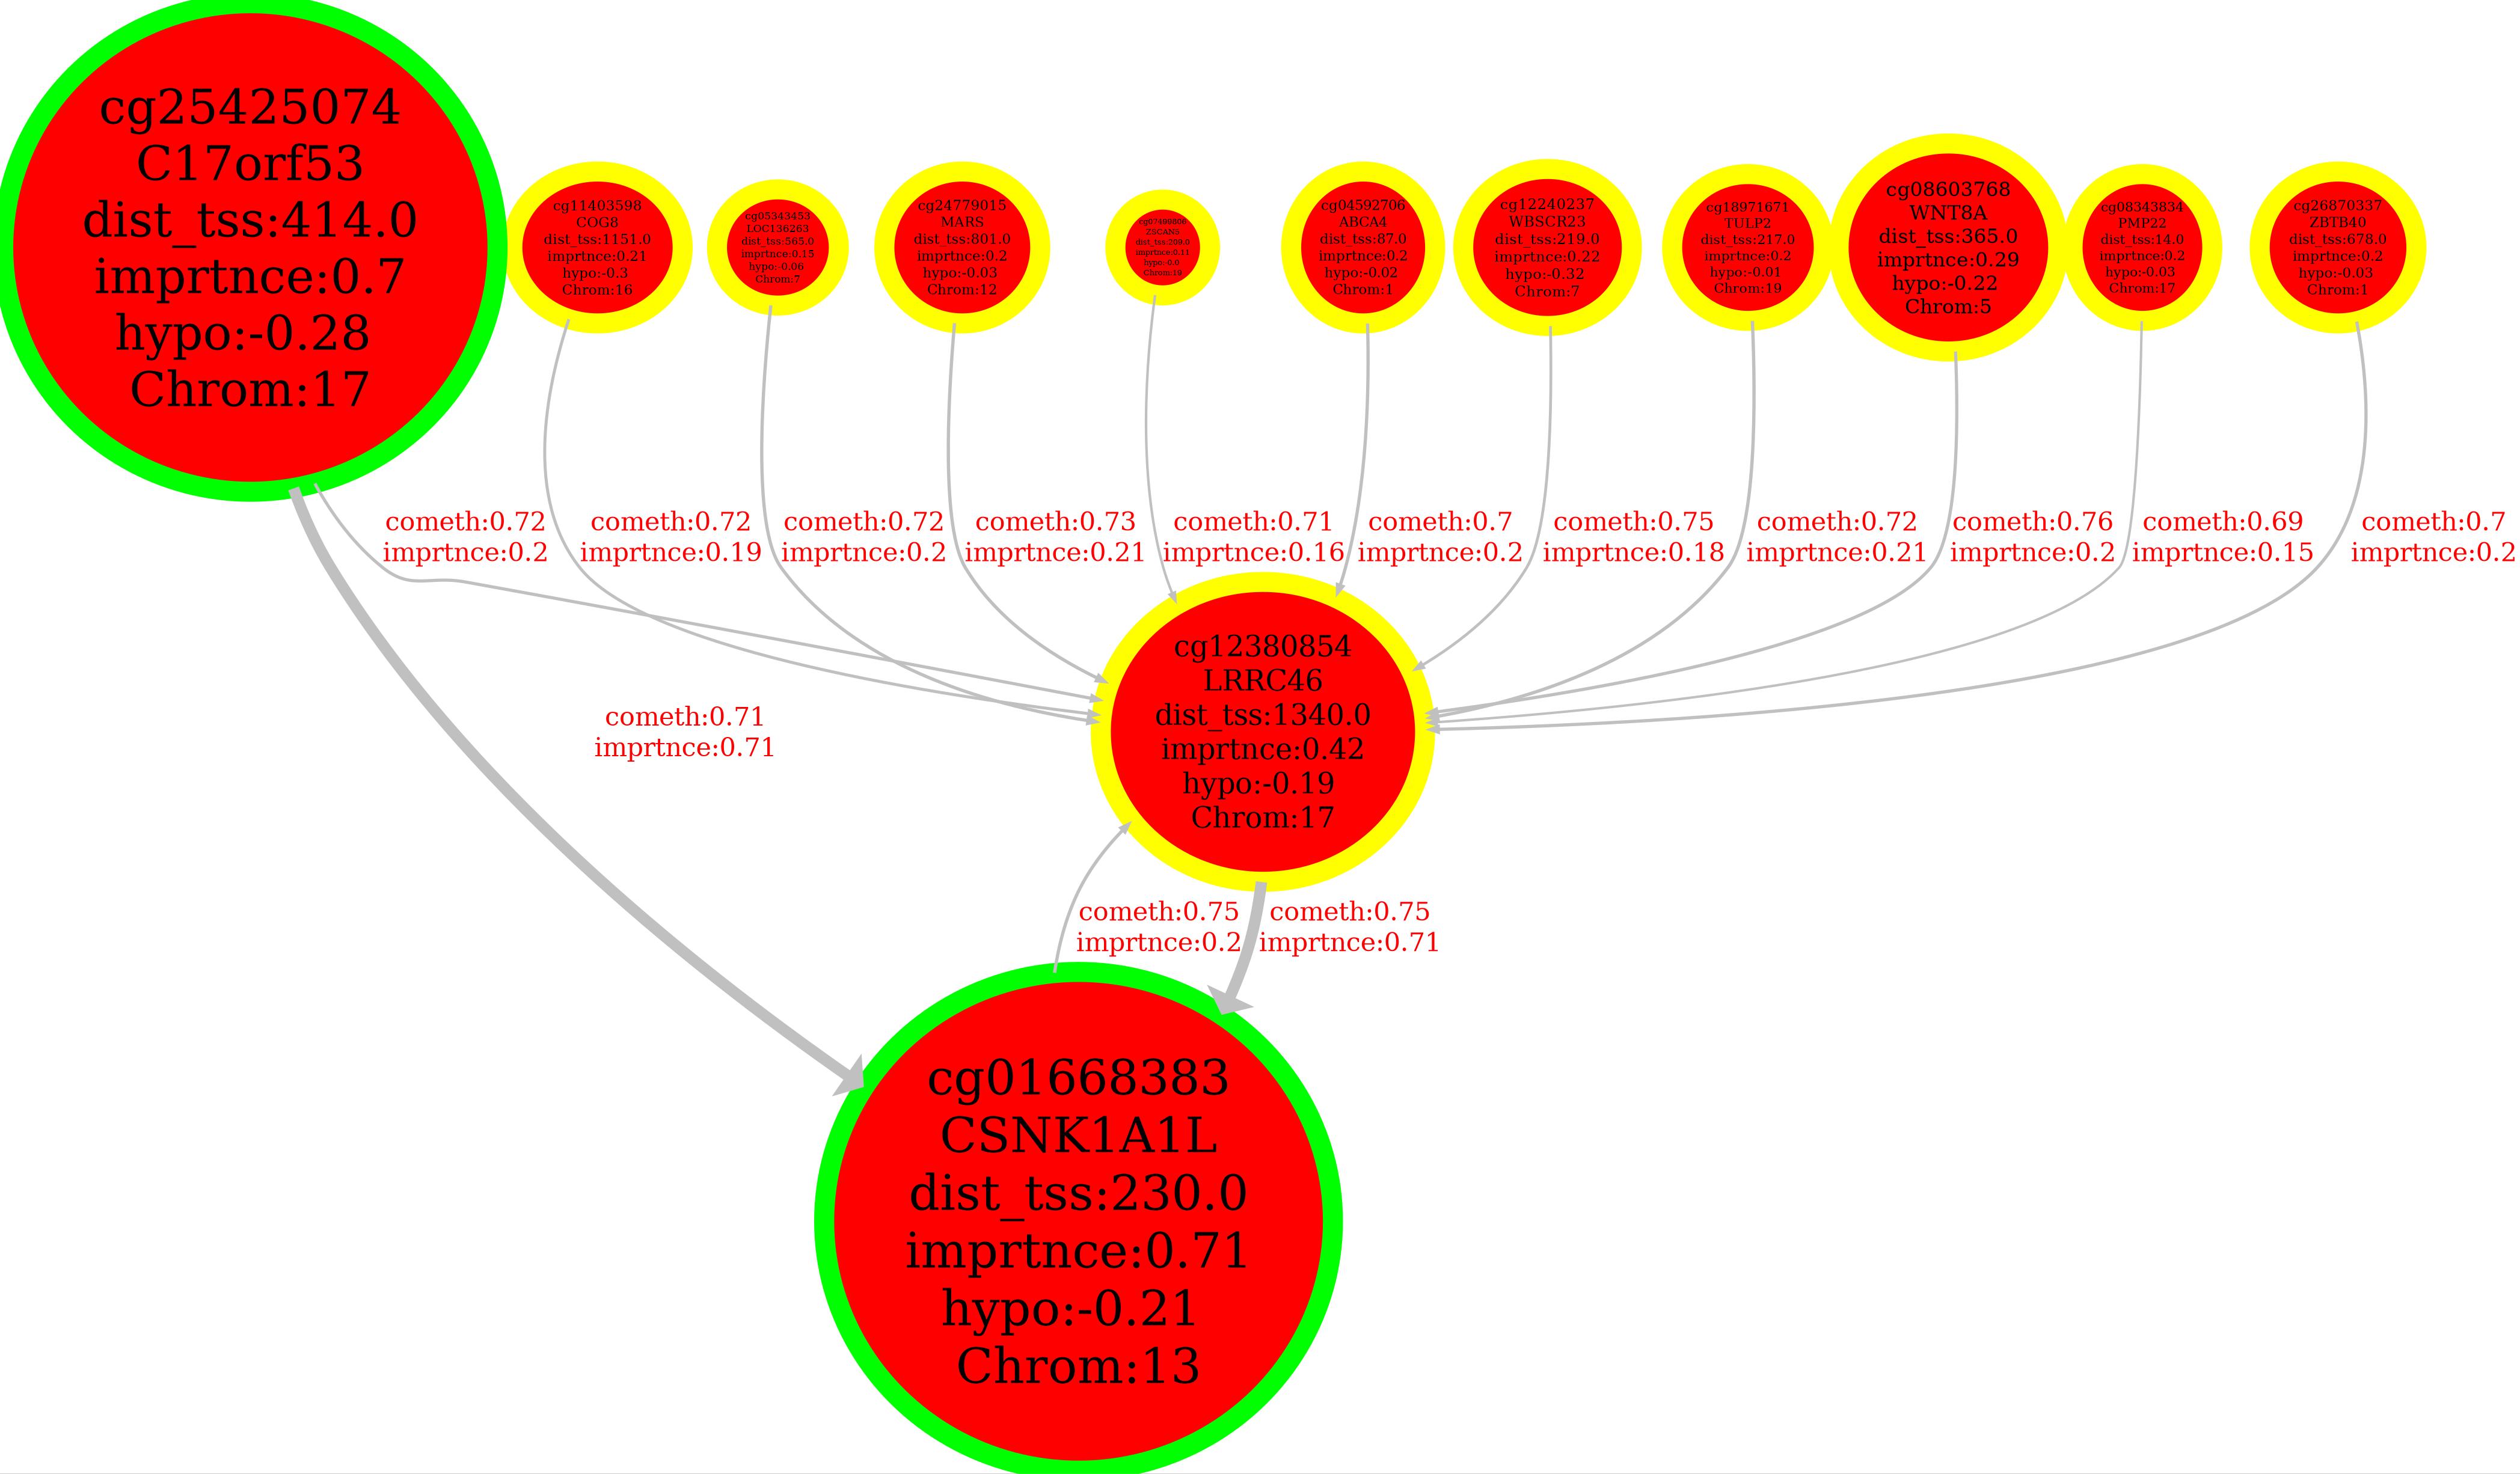 cg25425074
C17orf53
dist_tss:414.0
imprtnce:0.7
hypo:-0.28
Chrom:17
cg11403598
COG8
dist_tss:1151.0
imprtnce:0.21
hypo:-0.3
Chrom:16
cg05343453
LOC136263
dist_tss:565.0
imprtnce:0.15
hypo:-0.06
Chrom:7
cg24779015
MARS
dist_tss:801.0
imprtnce:0.2
hypo:-0.03
Chrom:12
dist_tss:209.0
imprtnce:0.11
hypo:-0.0
Chrom:19
cg04592706
ABCA4
dist_tss:87.0
imprtnce:0.2
hypo:-0.02
Chrom:1
cg12240237
WBSCR23
dist_tss:219.0
imprtnce:0.22
hypo:-0.32
Chrom:7
cg18971671
TULP2
dist_tss:217.0
imprtnce:0.2
hypo:-0.01
Chrom:19
cg08603768
WNT8A
dist_tss:365.0
imprtnce:0.29
hypo:-0.22
Chrom:5
cg08343834
PMP22
dist_tss:14.0
imprtnce:0.2
hypo:-0.03
Chrom:17
cg26870337
ZBTB40
dist_tss:678.0
imprtnce:0.2
hypo:-0.03
Chrom:1
cometh:0.72
imprtnce:0.2
cometh:0.72
imprtnce:0.19
cometh:0.72
imprtnce:0.2
cometh:0.73
imprtnce:0.21
cometh:0.71
imprtnce:0.16
cometh:0.7
imprtnce:0.2
cometh:0.75
imprtnce:0.18
cometh:0.72
imprtnce:0.21
cometh:0.76
imprtnce:0.2
cometh:0.69
imprtnce:0.15
cometh:0.7
imprtnce:0.2
cg12380854
LRRC46
dist_tss:1340.0
imprtnce:0.42
hypo:-0.19
Chrom:17
cometh:0.71
imprtnce:0.71
cometh:0.75
imprtnce:0.2
cometh:0.75
imprtnce:0.71
cg01668383
CSNK1A1L
dist_tss:230.0
imprtnce:0.71
hypo:-0.21
Chrom:13